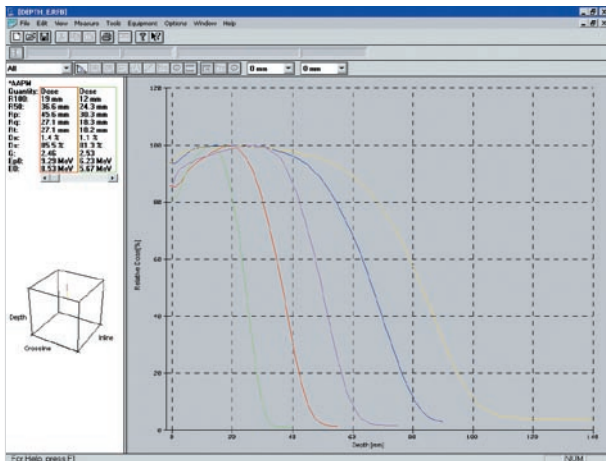 [DEPTH_E.RFB]
File Edit View Measure Tools Equipment Options Window Help
All
0 mm
0 mm
*AAPM
Quantity: Dose Dose
R100: 19 mm 12 mm
R50: 36.6 mm 24.3 mm
Rp: 45.6 mm 30.3 mm
Rq: 27.1 mm 18.3 mm
Rt: 27.1 mm 18.2 mm
1.4 % 1.1 %
85.5 % 81.3 %
G: 2.46 2.53
Ep0: 9.29 MeV 6.23 MeV
E0: 8.53 MeV 5.67 MeV
Depth
Crossline
Inline
120
100
80
60
40
20
0
Relative Dose[%]
0 20 40 60 80 100 120 140
Depth[mm]
For Help, press F1
NUM